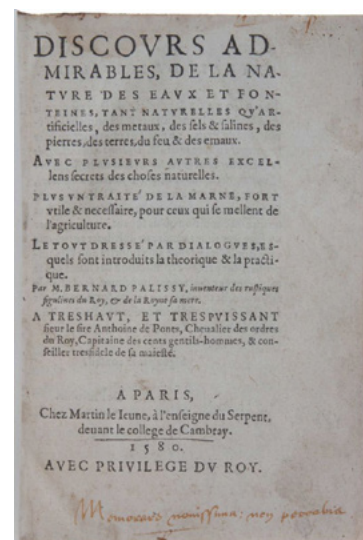 DISCOVRS AD-
MIRABLES, DE LA NA-
TVRE DES EAVX ET FON-
TEINES, TANT NATVRELLES QV'AR-
tificielles, des metaux, des ſels & ſalines, des
pierres, des terres, du feu & des emaux.
AVEC PLVSIEVRS AVTRES EXCEL-
lens ſecrets des choſes naturelles.
PLVS VN TRAITÉ DE LA MARNE, FORT
vtile & neceſſaire, pour ceux qui ſe mellent de
l'agriculture.
LE TOVT DRESSÉ PAR DIALOGVES, ES-
quels ſont introduits la theorique & la practi-
que.
Par M. BERNARD PALISSY, inuenteur des ruſtiques
figulines du Roy, & de la Royne ſa mere.
A TRESHAVT, ET TRESPVISSANT
ſieur le ſire Anthoine de Ponts, Cheualier des ordres
du Roy, Capitaine des cents gentils-hommes, & con-
ſeiller treſfidele de ſa maieſté.
A PARIS,
Chez Martin le Ieune, à l'enſeigne du Serpent,
deuant le college de Cambray.
1580.
AVEC PRIVILEGE DV ROY.